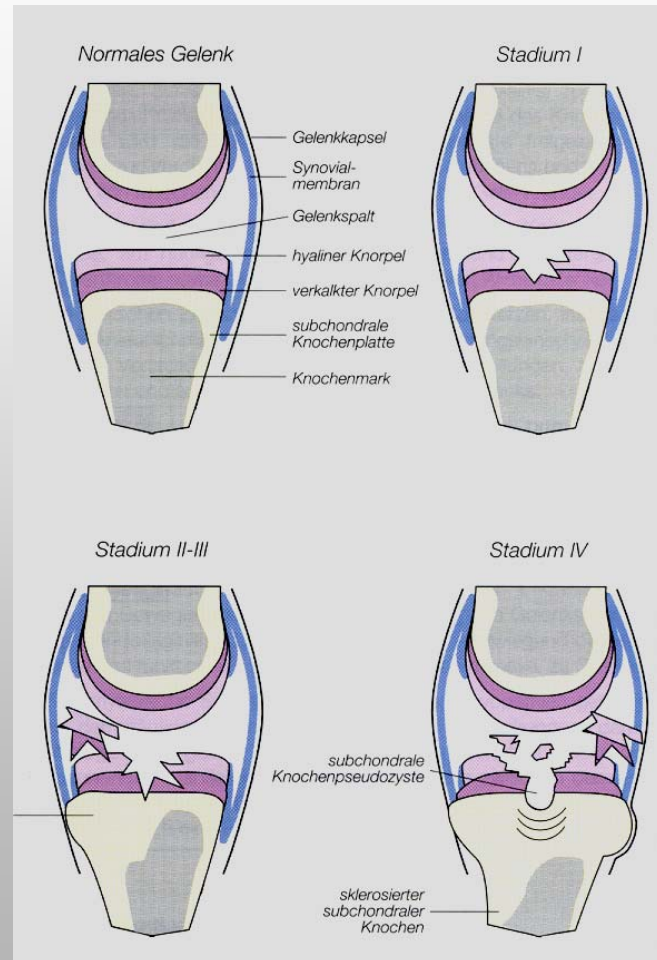 Normales Gelenk
Stadium I
Gelenkkapsel
Synovial-
membran
Gelenkspalt
hyaliner Knorpel
verkalkter Knorpel
subchondrale
Knochenplatte
Knochenmark
Stadium II-III
Stadium IV
subchondrale
Knochenpseudozyste
sklerosierter
subchondraler
Knochen